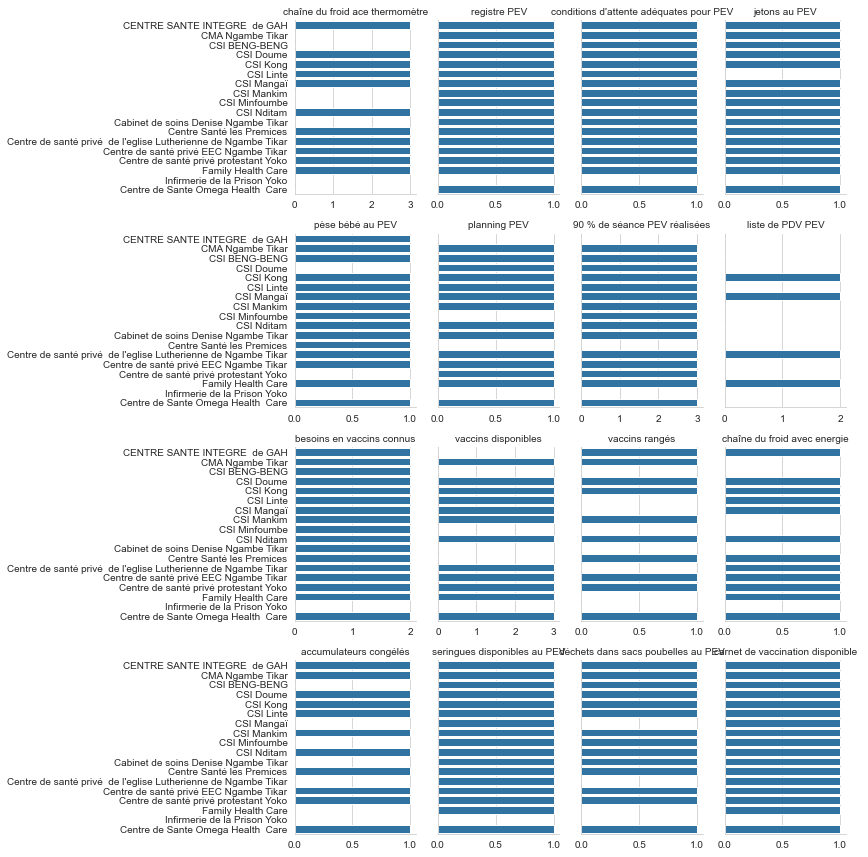 chaîne du froid ace thermomètre
registre PEV
conditions d'attente adéquates pour PEV
jetons au PEV
CENTRE SANTE INTEGRE  de GAH
CMA Ngambe Tikar
CSI BENG-BENG
CSI Doume
CSI Kong
CSI Linte
CSI Mangaï
CSI Mankim
CSI Minfoumbe
CSI Nditam
Cabinet de soins Denise Ngambe Tikar
Centre Santé les Premices
Centre de santé privé  de l'eglise Lutherienne de Ngambe Tikar
Centre de santé privé EEC Ngambe Tikar
Centre de santé privé protestant Yoko
Family Health Care
Infirmerie de la Prison Yoko
Centre de Sante Omega Health  Care
0 1 2 3
0.0 0.5 1.0
0.0 0.5 1.0
0.0 0.5 1.0
pèse bébé au PEV
planning PEV
90 % de séance PEV réalisées
liste de PDV PEV
CENTRE SANTE INTEGRE  de GAH
CMA Ngambe Tikar
CSI BENG-BENG
CSI Doume
CSI Kong
CSI Linte
CSI Mangaï
CSI Mankim
CSI Minfoumbe
CSI Nditam
Cabinet de soins Denise Ngambe Tikar
Centre Santé les Premices
Centre de santé privé  de l'eglise Lutherienne de Ngambe Tikar
Centre de santé privé EEC Ngambe Tikar
Centre de santé privé protestant Yoko
Family Health Care
Infirmerie de la Prison Yoko
Centre de Sante Omega Health  Care
0.0 0.5 1.0
0.0 0.5 1.0
0 1 2 3
0 1 2
besoins en vaccins connus
vaccins disponibles
vaccins rangés
chaîne du froid avec energie
CENTRE SANTE INTEGRE  de GAH
CMA Ngambe Tikar
CSI BENG-BENG
CSI Doume
CSI Kong
CSI Linte
CSI Mangaï
CSI Mankim
CSI Minfoumbe
CSI Nditam
Cabinet de soins Denise Ngambe Tikar
Centre Santé les Premices
Centre de santé privé  de l'eglise Lutherienne de Ngambe Tikar
Centre de santé privé EEC Ngambe Tikar
Centre de santé privé protestant Yoko
Family Health Care
Infirmerie de la Prison Yoko
Centre de Sante Omega Health  Care
0 1 2
0 1 2 3
0.0 0.5 1.0
0.0 0.5 1.0
accumulateurs congélés
seringues disponibles au PEV
déchets dans sacs poubelles au PEV
carnet de vaccination disponible
CENTRE SANTE INTEGRE  de GAH
CMA Ngambe Tikar
CSI BENG-BENG
CSI Doume
CSI Kong
CSI Linte
CSI Mangaï
CSI Mankim
CSI Minfoumbe
CSI Nditam
Cabinet de soins Denise Ngambe Tikar
Centre Santé les Premices
Centre de santé privé  de l'eglise Lutherienne de Ngambe Tikar
Centre de santé privé EEC Ngambe Tikar
Centre de santé privé protestant Yoko
Family Health Care
Infirmerie de la Prison Yoko
Centre de Sante Omega Health  Care
0.0 0.5 1.0
0.0 0.5 1.0
0.0 0.5 1.0
0.0 0.5 1.0